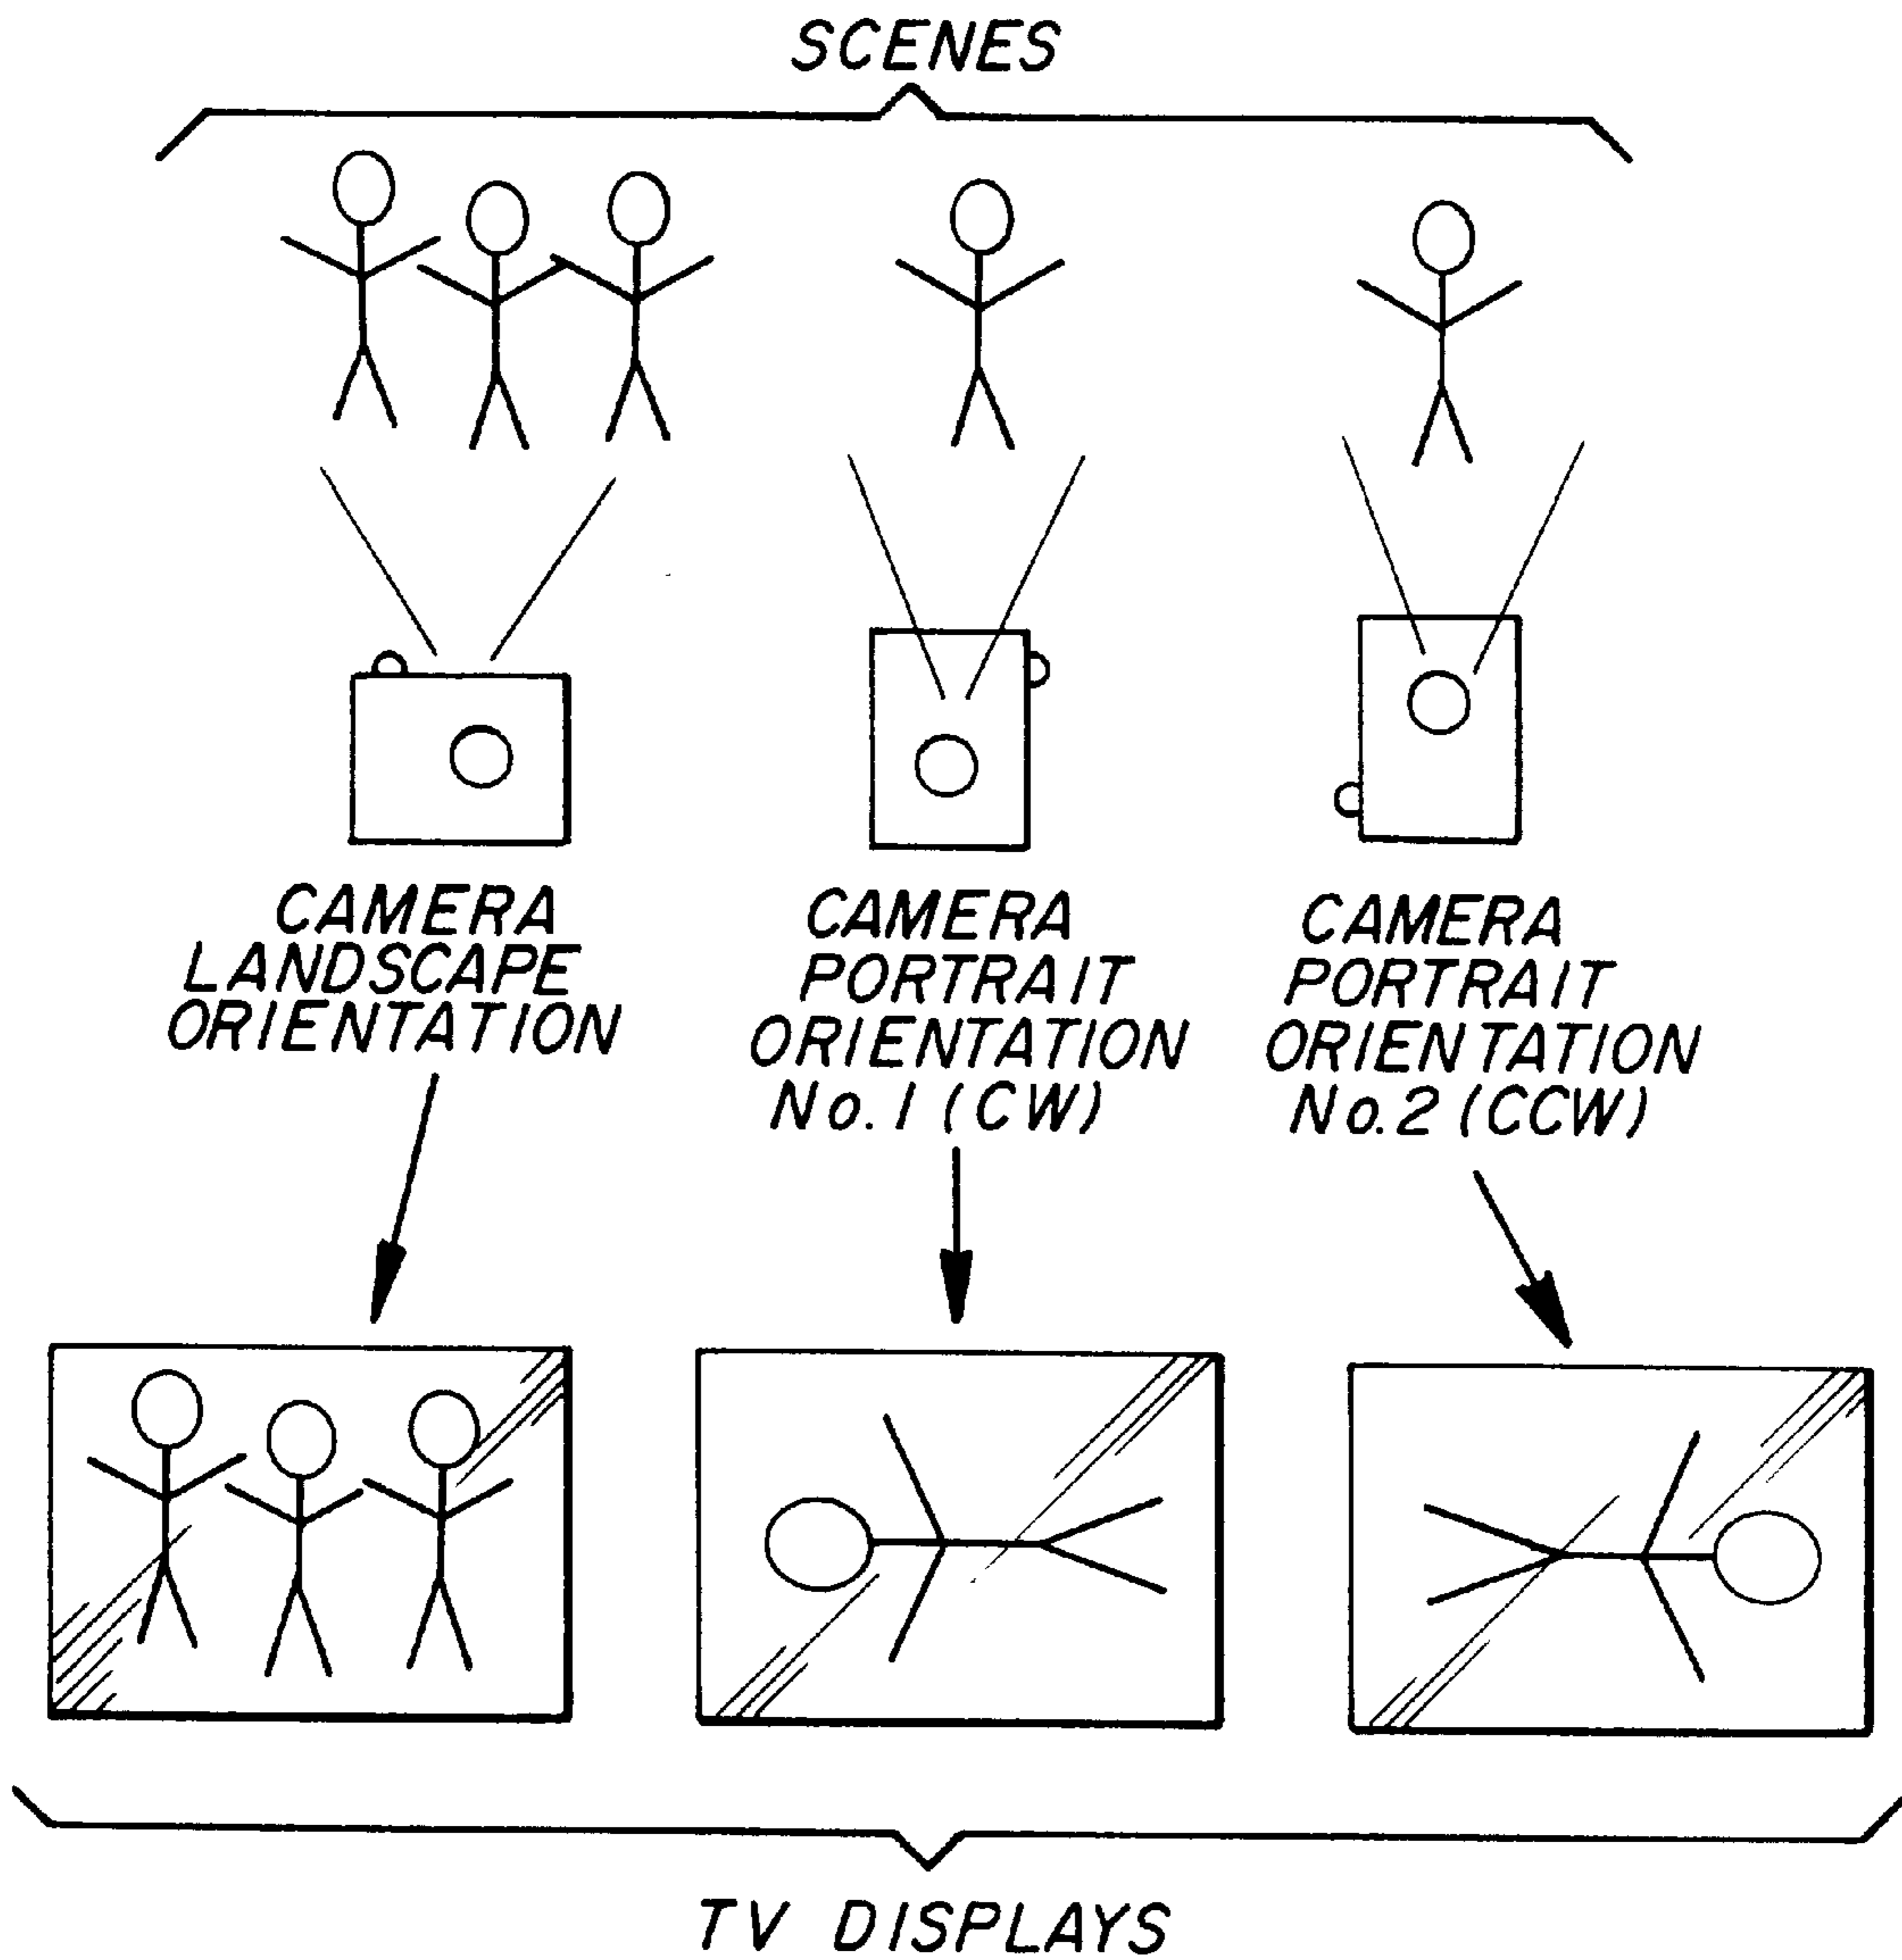 SCENES
CAMERA
LANDSCAPE
ORIENTATION
CAMERA
PORTRAIT
ORIENTATION
No. 1 (CW)
CAMERA
PORTRAIT
ORIENTATION
No. 2 (CCW)
TV DISPLAYS